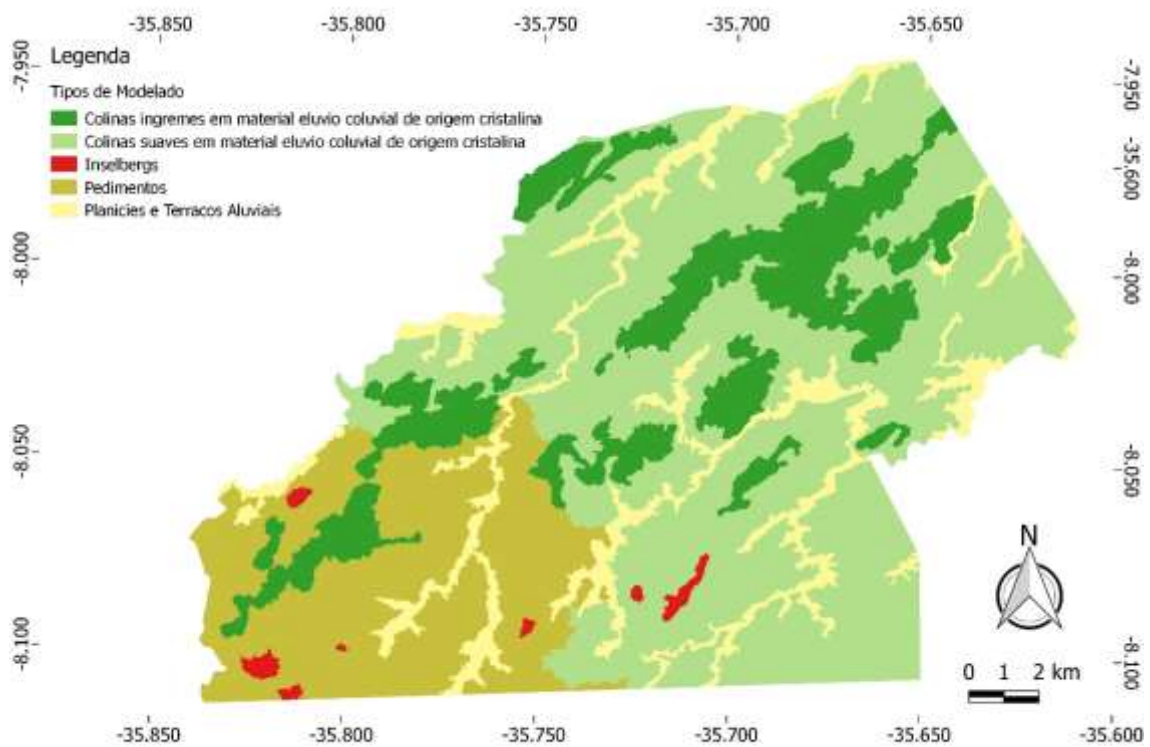 -35.850 -35.800 -35.750 -35.700 -35.650
-7.950
Legenda
-7.950
Tipos de Modelado
Colinas ingremes em material eluvio coluvial de origem cristalina
Colinas suaves em material eluvio coluvial de origem cristalina
Inselbergs
-35.600
Pedimentos
Planicies e Terracos Aluviais
-8.000
-8.000
-8.050
-8.050
N
-8.100
-8.100
0 1 2 km
-35.850 -35.800 -35.750 -35.700 -35.650 -35.600